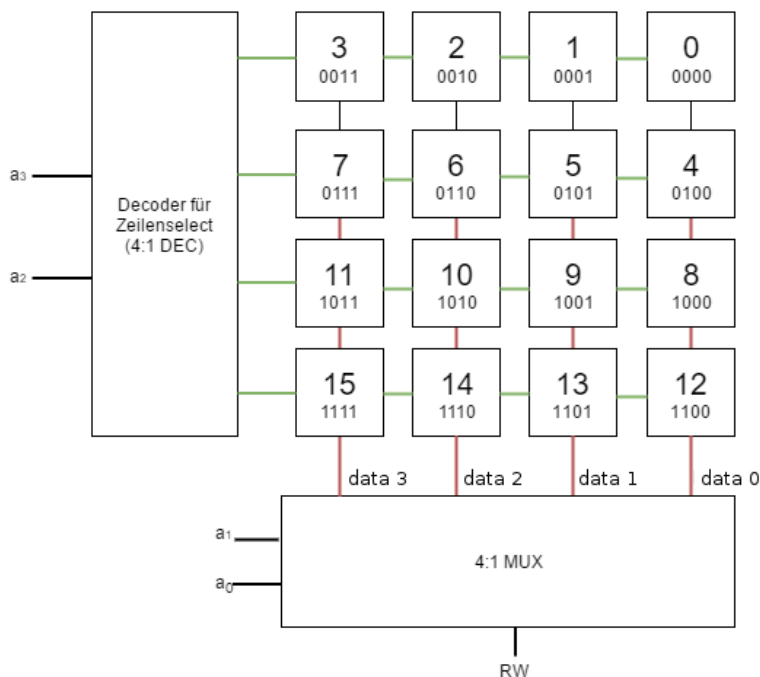 3 2 1 0
0011 0010 0001 0000
a3
7 6 5 4
0111 0110 0101 0100
Decoder für
Zeilenselect
(4:1 DEC)
a2
11 10 9 8
1011 1010 1001 1000
15 14 13 12
1111 1110 1101 1100
data 3 data 2 data 1 data 0
a1
4:1 MUX
a0
RW